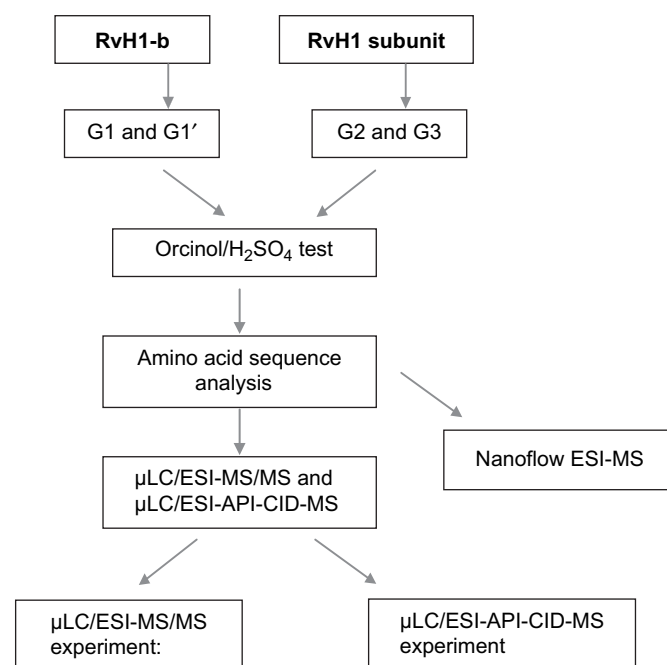 RvH1-b
RvH1 subunit
G1 and G1′
G2 and G3
Orcinol/H₂SO₄ test
Amino acid sequence
analysis
Nanoflow ESI-MS
μLC/ESI-MS/MS and
μLC/ESI-API-CID-MS
μLC/ESI-MS/MS
experiment:
μLC/ESI-API-CID-MS
experiment